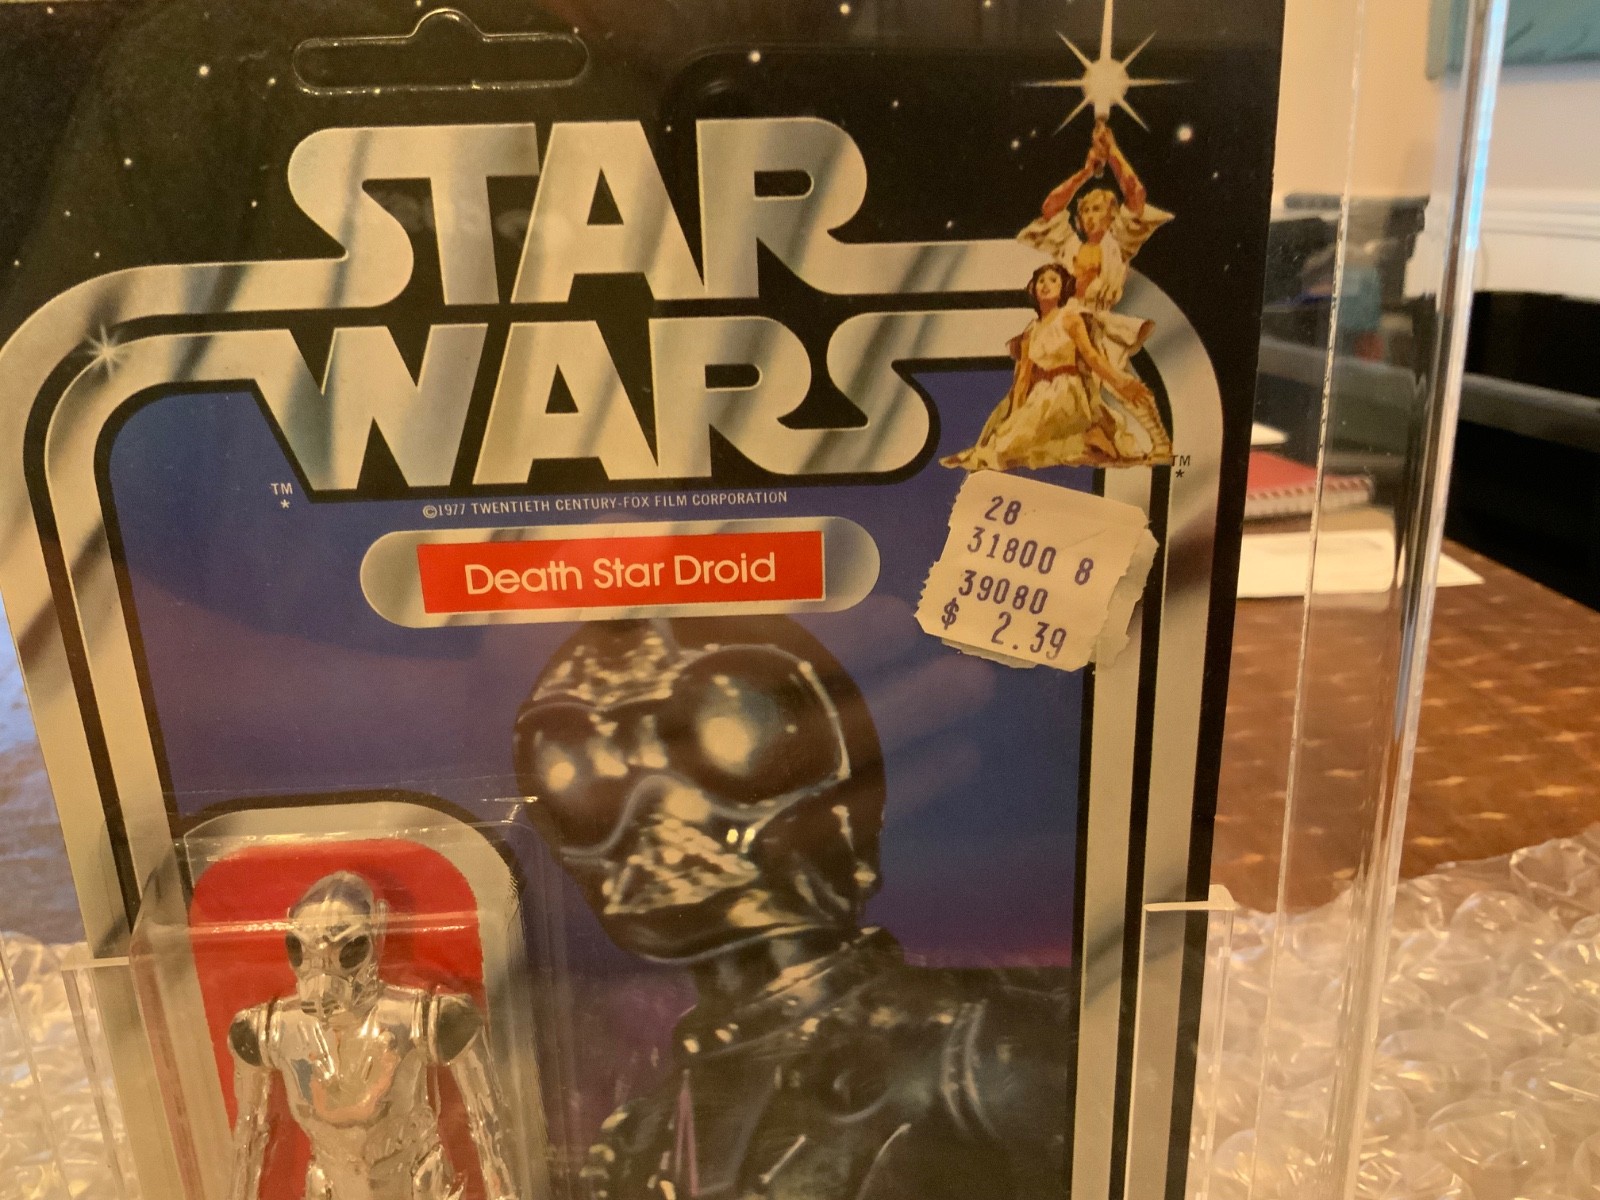 STAR
WARS
TM
*
TM
*
©1977 TWENTIETH CENTURY-FOX FILM CORPORATION
Death Star Droid
28
31800 8
39080
$ 2.39